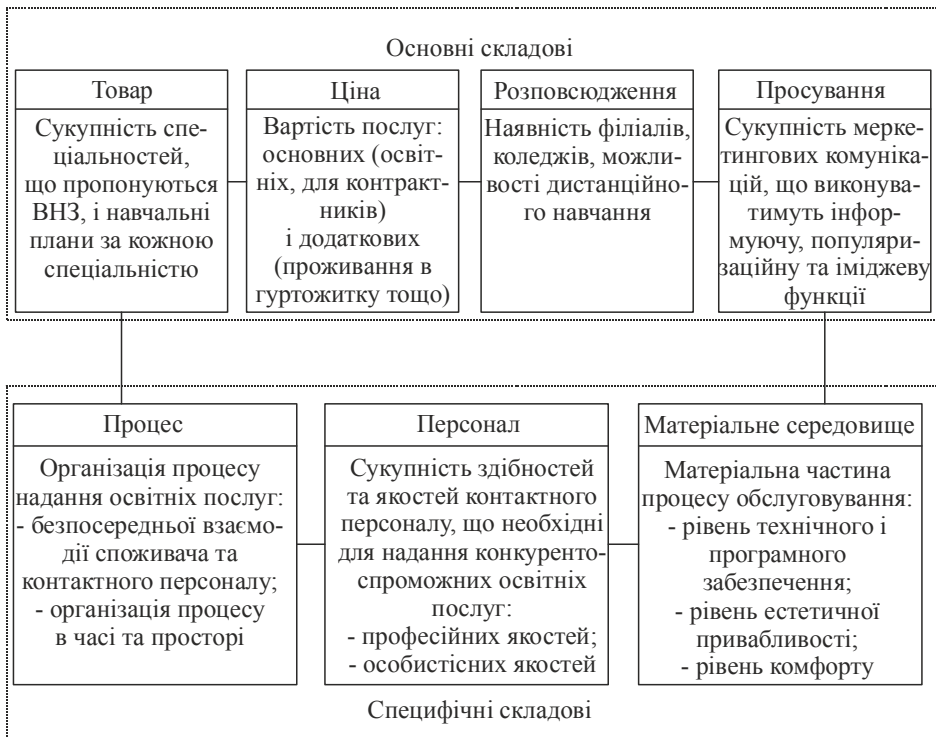 Основні складові
Товар
Сукупність спе-
ціальностей,
що пропонуються
ВНЗ, і навчальні
плани за кожною
спеціальністю
Ціна
Вартість послуг:
основних (освіт-
ніх, для контракт-
ників)
і додаткових
(проживання в
гуртожитку тощо)
Розповсюдження
Наявність філіалів,
коледжів, можли-
вості дистанційно-
го навчання
Просування
Сукупність мерке-
тингових комуніка-
цій, що виконува-
тимуть інфор-
муючу, популяри-
заційну та іміджеву
функції
Процес
Організація процесу
надання освітніх послуг:
- безпосередньої взаємо-
дії споживача та
контактного персоналу;
- організація процесу
в часі та просторі
Персонал
Сукупність здібностей
та якостей контактного
персоналу, що необхідні
для надання конкуренто-
спроможних освітніх
послуг:
- професійних якостей;
- особистісних якостей
Матеріальне середовище
Матеріальна частина
процесу обслуговування:
- рівень технічного і
програмного
забезпечення;
- рівень естетичної
привабливості;
- рівень комфорту
Специфічні складові